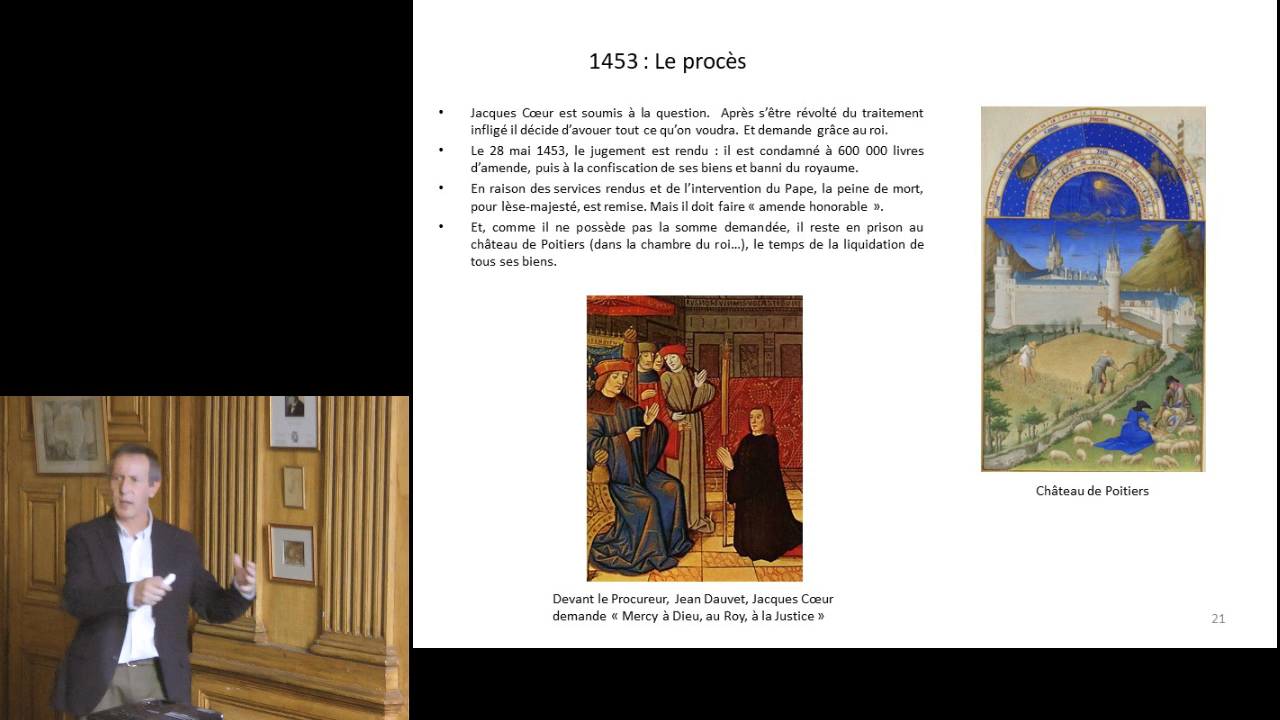 1453 : Le procès
• Jacques Cœur est soumis à la question. Après s’être révolté du traitement
infligé il décide d’avouer tout ce qu’on voudra. Et demande grâce au roi.
• Le 28 mai 1453, le jugement est rendu : il est condamné à 600 000 livres
d’amende, puis à la confiscation de ses biens et banni du royaume.
• En raison des services rendus et de l’intervention du Pape, la peine de mort,
pour lèse-majesté, est remise. Mais il doit faire « amende honorable ».
• Et, comme il ne possède pas la somme demandée, il reste en prison au
château de Poitiers (dans la chambre du roi…), le temps de la liquidation de
tous ses biens.
Château de Poitiers
Devant le Procureur, Jean Dauvet, Jacques Cœur
demande « Mercy à Dieu, au Roy, à la Justice »
21